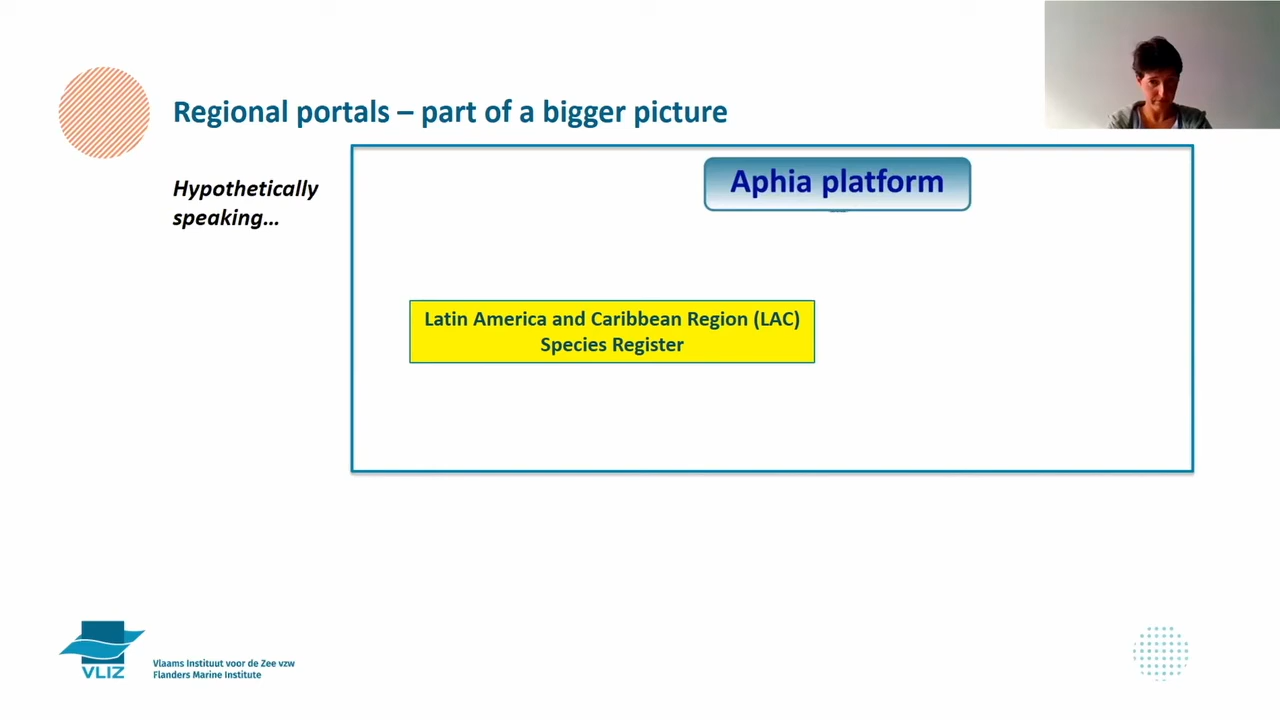 Regional portals – part of a bigger picture
Hypothetically
speaking...
Aphia platform
Latin America and Caribbean Region (LAC)
Species Register
VLIZ
Vlaams Instituut voor de Zee vzw
Flanders Marine Institute